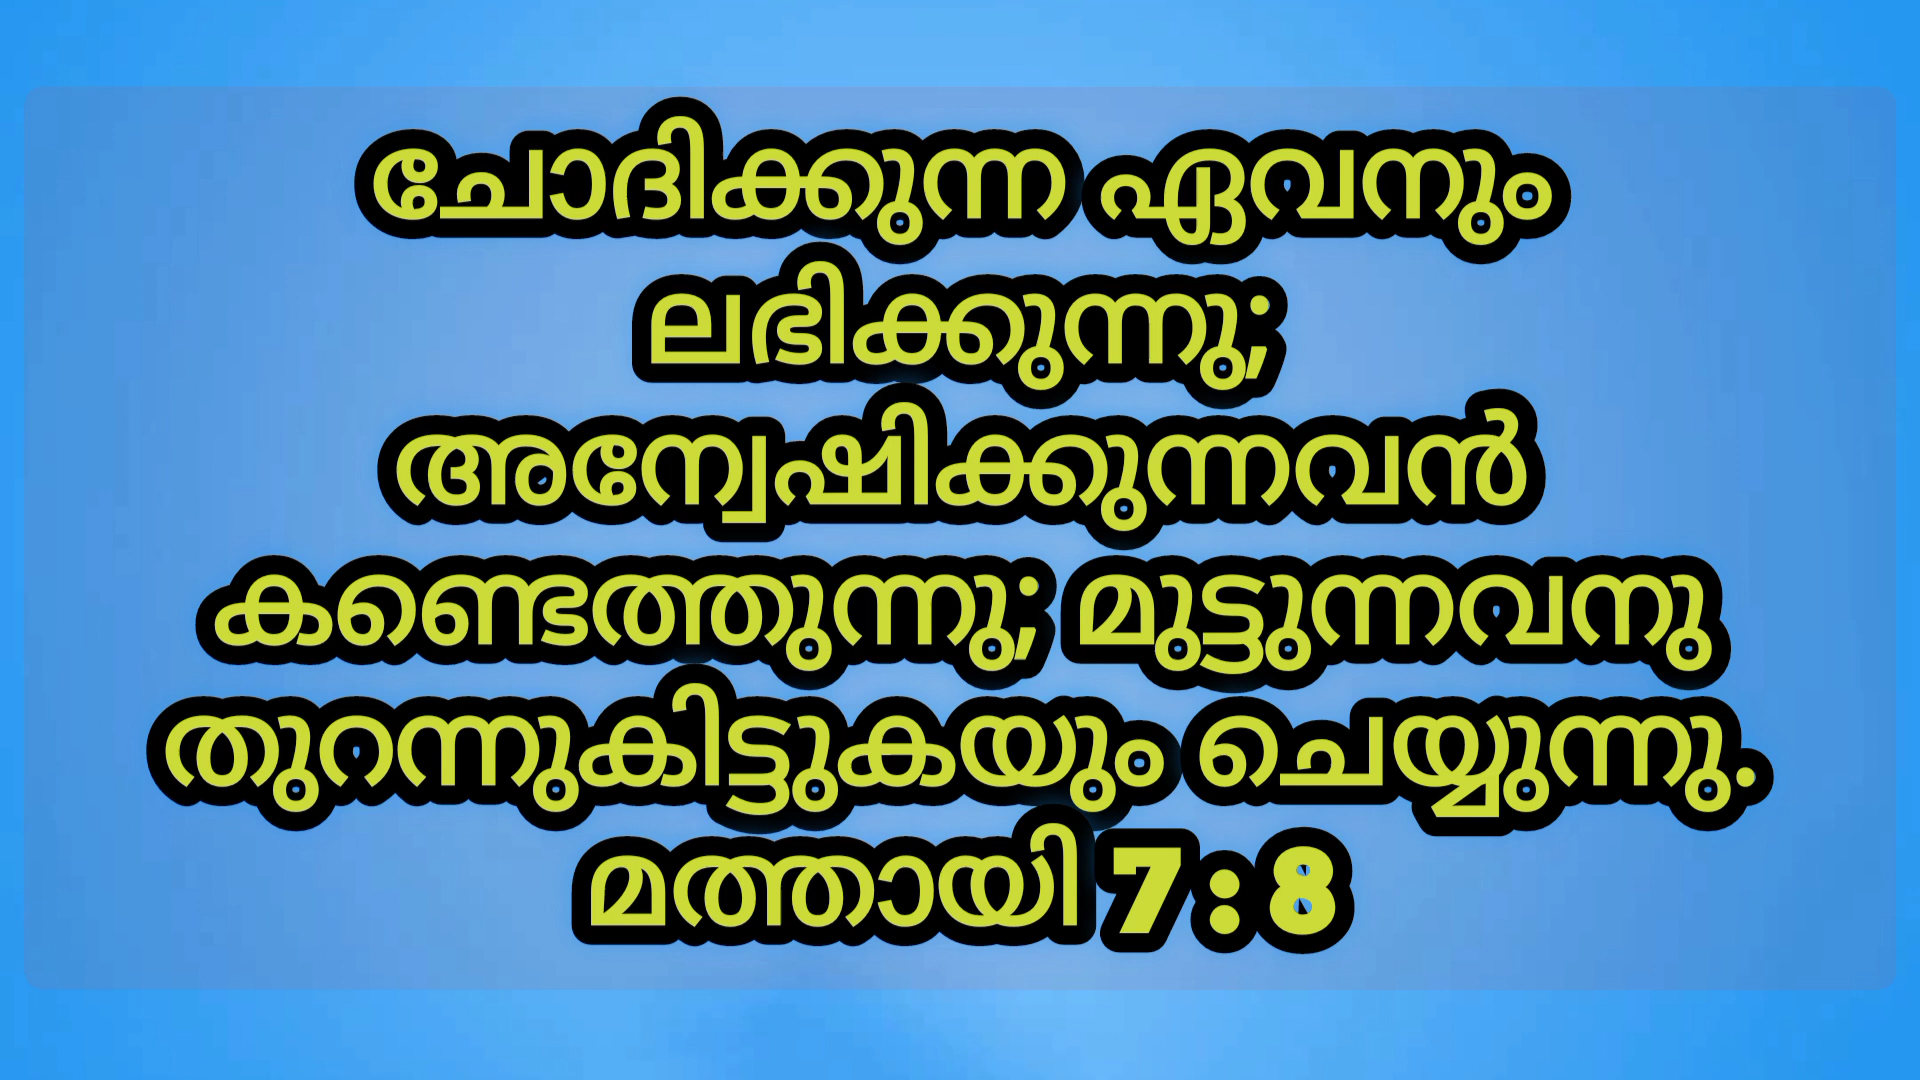 ചോദിക്കുന്ന ഏവനും
ലഭിക്കുന്നു;
അന്വേഷിക്കുന്നവൻ
കണ്ടെത്തുന്നു; മുട്ടുന്നവനു
തുറന്നുകിട്ടുകയും ചെയ്യുന്നു.
മത്തായി 7:8